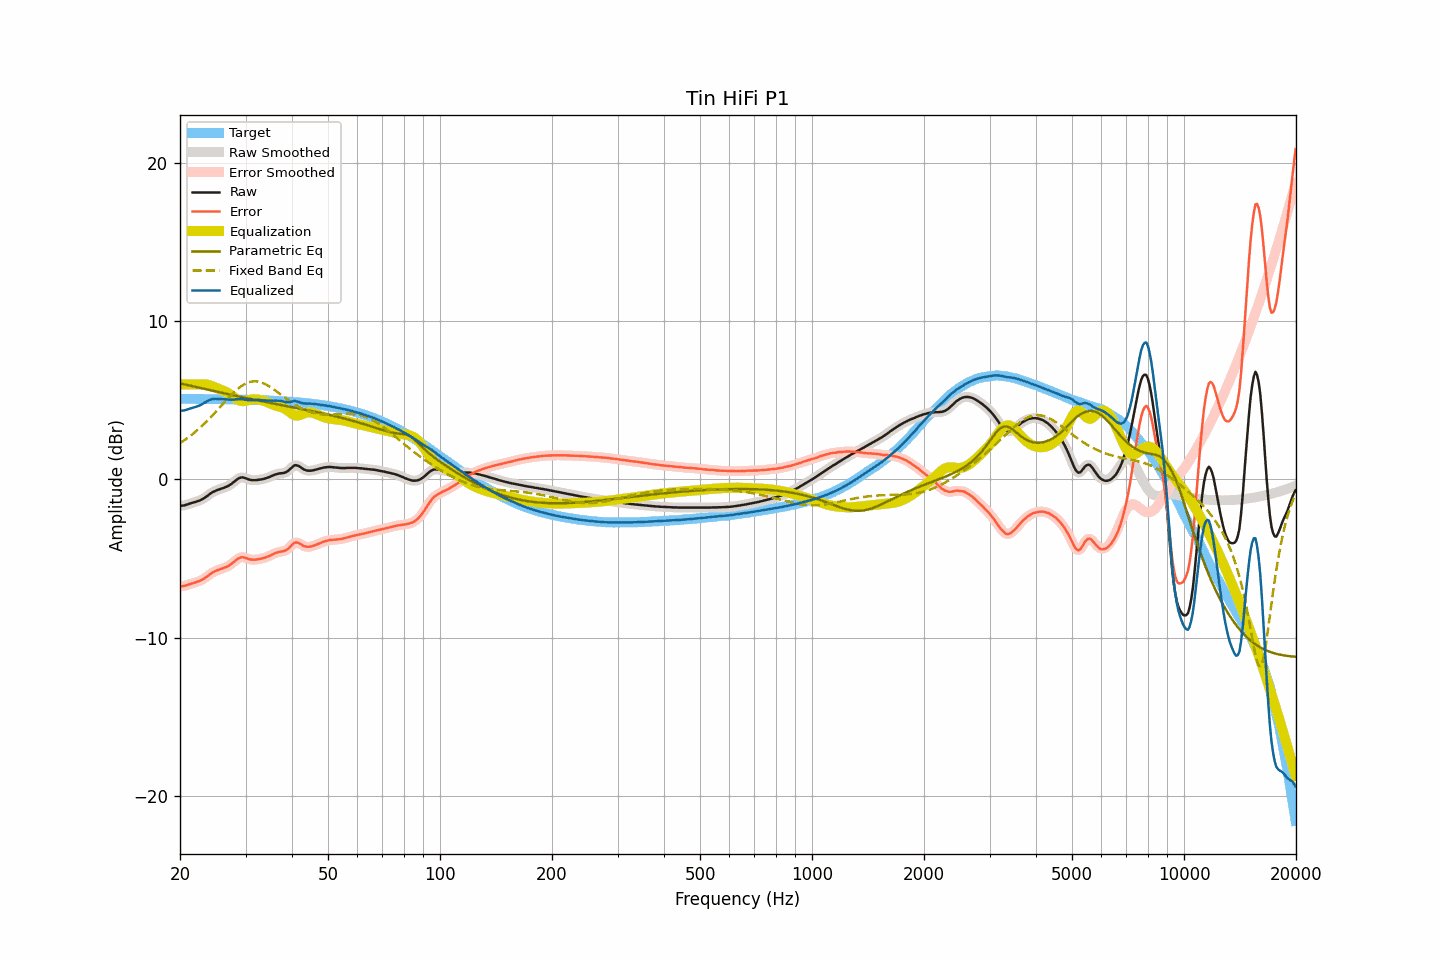 Tin HiFi P1
Target
Raw Smoothed
Error Smoothed
Raw
Error
Equalization
Parametric Eq
Fixed Band Eq
Equalized
20
10
0
−10
−20
Amplitude (dBr)
20 50 100 200 500 1000 2000 5000 10000 20000
Frequency (Hz)